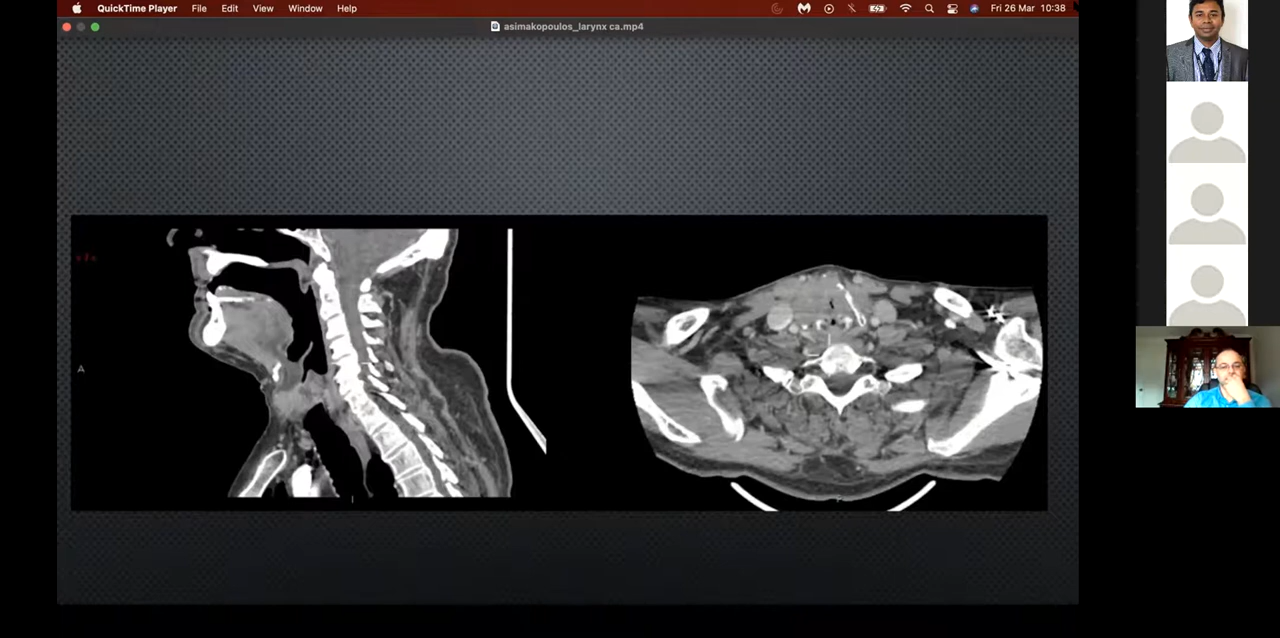 QuickTime Player File Edit View Window Help Fri 26 Mar 10:38
asimakopoulos_larynx ca.mp4
A
I